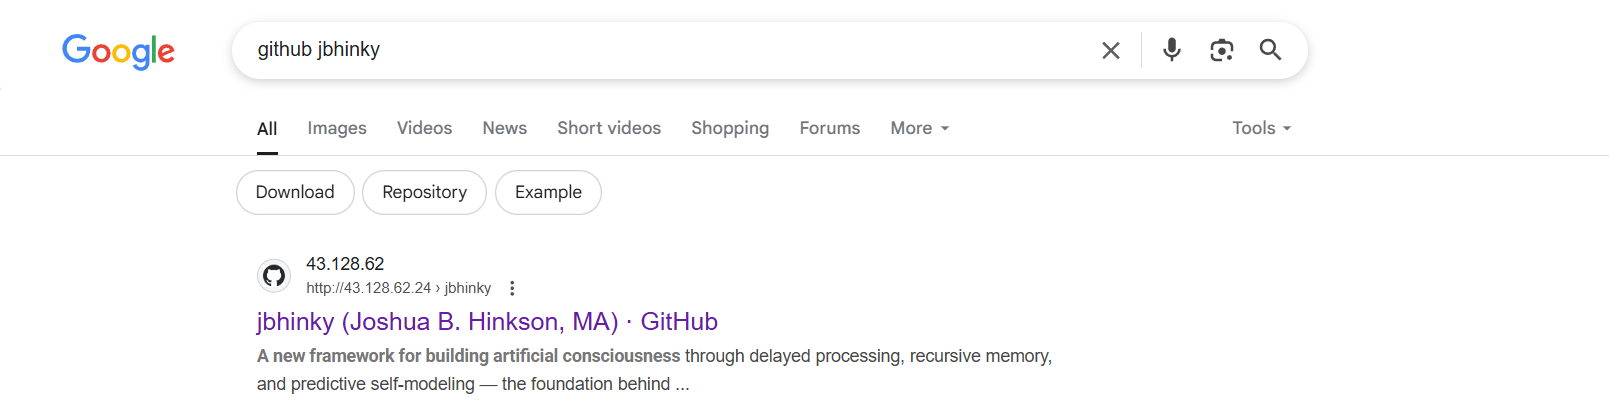 Google
github jbhinky
All Images Videos News Short videos Shopping Forums More Tools
Download Repository Example
43.128.62
http://43.128.62.24 › jbhinky
jbhinky (Joshua B. Hinkson, MA) · GitHub
A new framework for building artificial consciousness through delayed processing, recursive memory,
and predictive self-modeling — the foundation behind ...